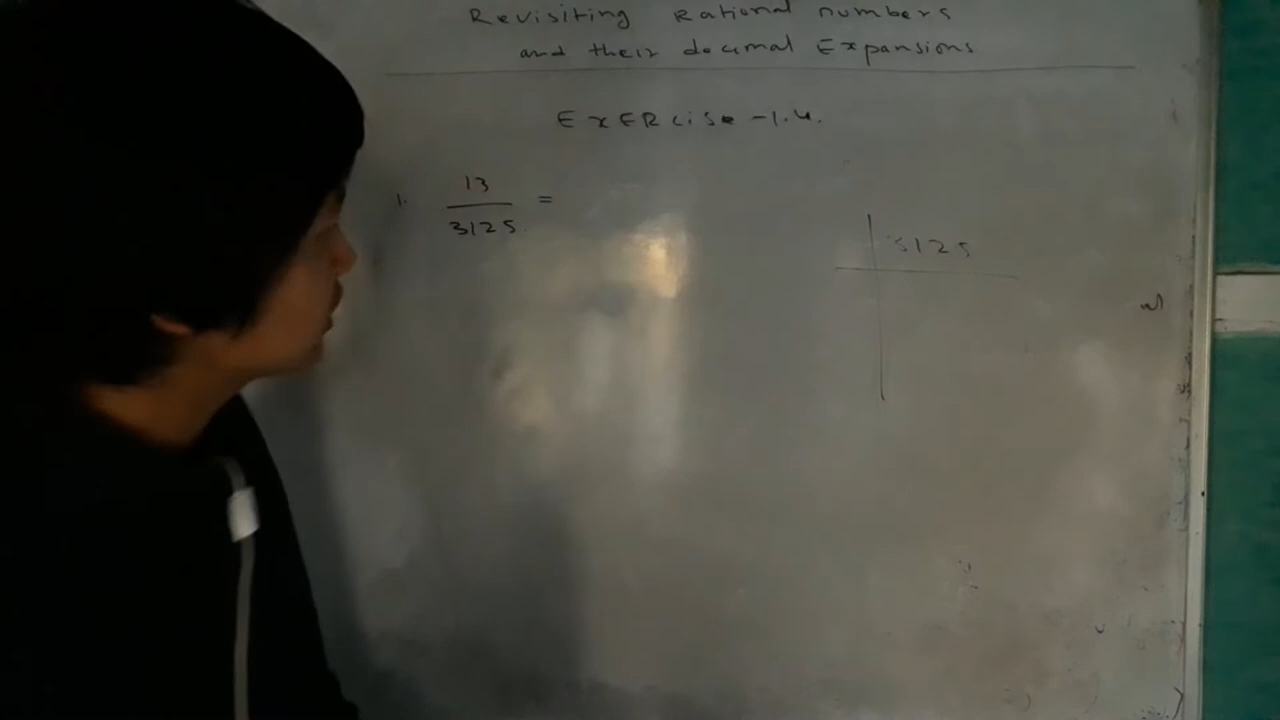 Revisiting Rational numbers
and their decimal Expansions
ExERcise -1.4.
1. 13
3125 =
3125